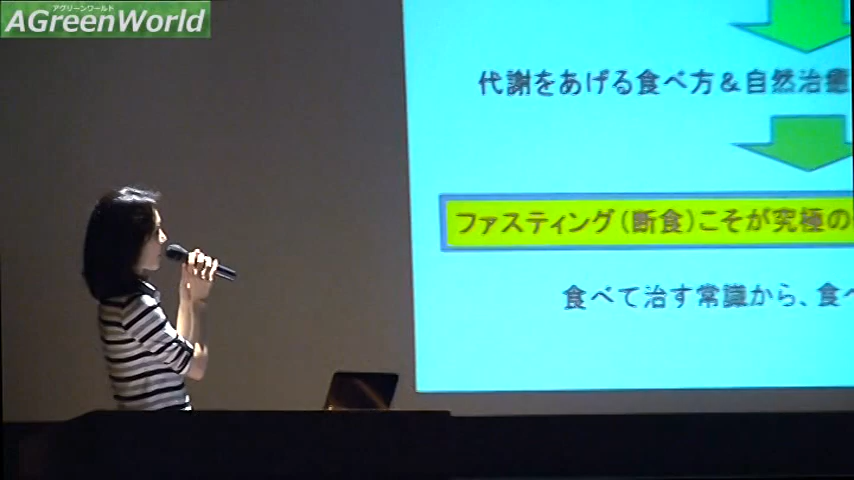 アグリーンワールド
AGreenWorld
代謝をあげる食べ方＆自然治癒
ファスティング（断食）こそが究極の
食べて治す常識から、食べ